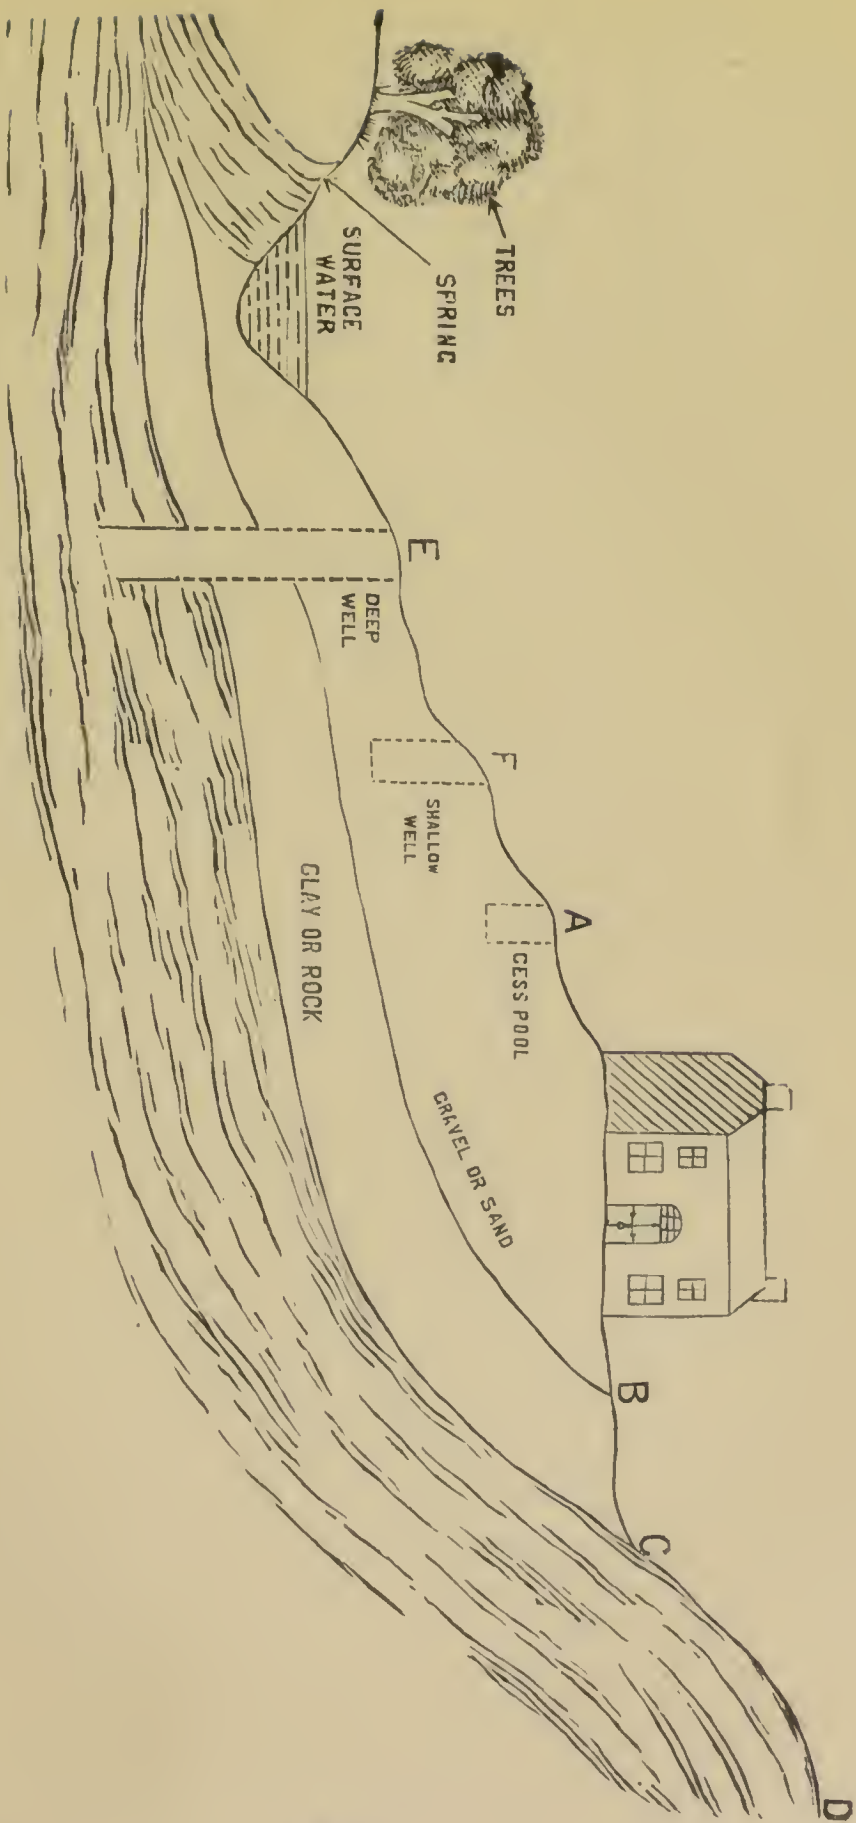 TREES
SPRING
SURFACE
WATER
E
DEEP
WELL
F
SHALLOW
WELL
A
CESS POOL
CLAY OR ROCK
GRAVEL OR SAND
B
C
D